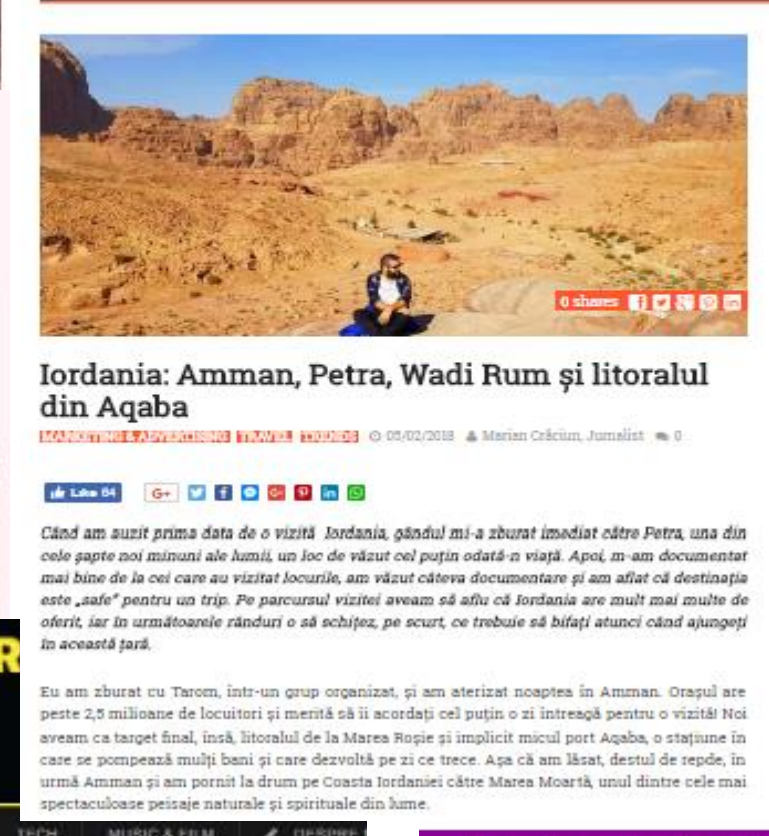 0 shares
Iordania: Amman, Petra, Wadi Rum și litoralul
din Aqaba
MARKETING & ADVERTISING TRAVEL TRENDS 05/02/2018 Marian Crăciun, Jurnalist 0
Like 84 G+
Când am auzit prima data de o vizită Iordania, gândul mi-a zburat imediat către Petra, una din
cele șapte noi minuni ale lumii, un loc de văzut cel puțin odată-n viață. Apoi, m-am documentat
mai bine de la cei care au vizitat locurile, am văzut câteva documentare și am aflat că destinația
este „safe” pentru un trip. Pe parcursul vizitei aveam să aflu că Iordania are mult mai multe de
oferit, iar în următoarele rânduri o să schițez, pe scurt, ce trebuie să bifați atunci când ajungeți
în această țară.
Eu am zburat cu Tarom, într-un grup organizat, și am aterizat noaptea în Amman. Orașul are
peste 2,5 milioane de locuitori și merită să îi acordați cel puțin o zi întreagă pentru o vizită! Noi
aveam ca target final, însă, litoralul de la Marea Roșie și implicit micul port Aqaba, o stațiune în
care se pompează mulți bani și care dezvoltă pe zi ce trece. Așa că am lăsat, destul de repde, în
urmă Amman și am pornit la drum pe Coasta Iordaniei către Marea Moartă, unul dintre cele mai
spectaculoase peisaje naturale și spirituale din lume.
R
TECH MUSIC & FILM DESPRE